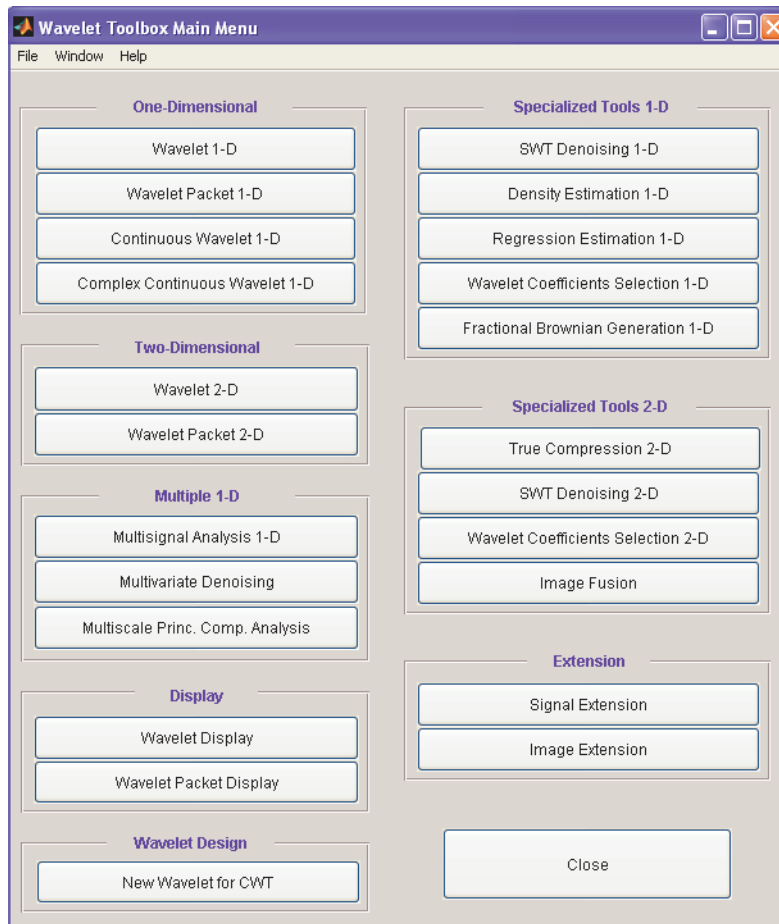 Wavelet Toolbox Main Menu
File Window Help
One-Dimensional
Wavelet 1-D
Wavelet Packet 1-D
Continuous Wavelet 1-D
Complex Continuous Wavelet 1-D
Two-Dimensional
Wavelet 2-D
Wavelet Packet 2-D
Multiple 1-D
Multisignal Analysis 1-D
Multivariate Denoising
Multiscale Princ. Comp. Analysis
Display
Wavelet Display
Wavelet Packet Display
Wavelet Design
New Wavelet for CWT
Specialized Tools 1-D
SWT Denoising 1-D
Density Estimation 1-D
Regression Estimation 1-D
Wavelet Coefficients Selection 1-D
Fractional Brownian Generation 1-D
Specialized Tools 2-D
True Compression 2-D
SWT Denoising 2-D
Wavelet Coefficients Selection 2-D
Image Fusion
Extension
Signal Extension
Image Extension
Close